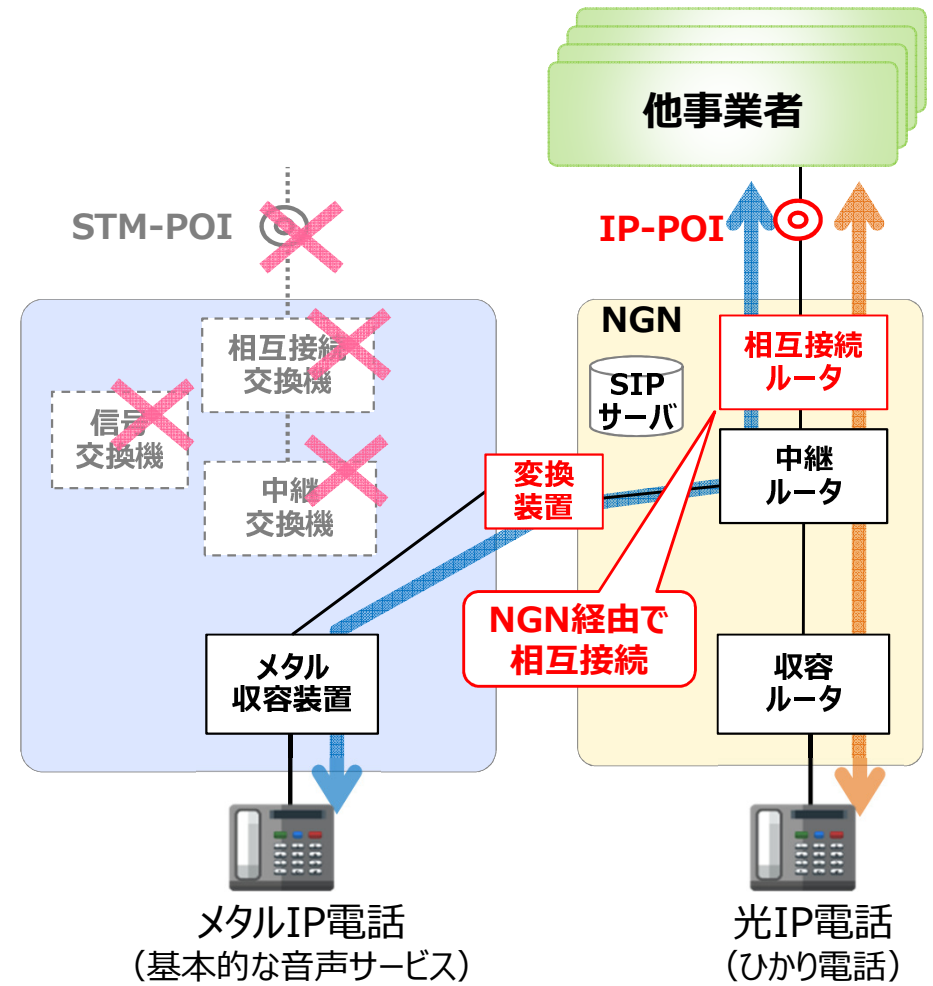 他事業者
STM-POI
IP-POI
相互接続
交換機
信号
交換機
中継
交換機
NGN
SIP
サーバ
相互接続
ルータ
中継
ルータ
変換
装置
NGN経由で
相互接続
メタル
収容装置
収容
ルータ
メタルIP電話
（基本的な音声サービス）
光IP電話
（ひかり電話）